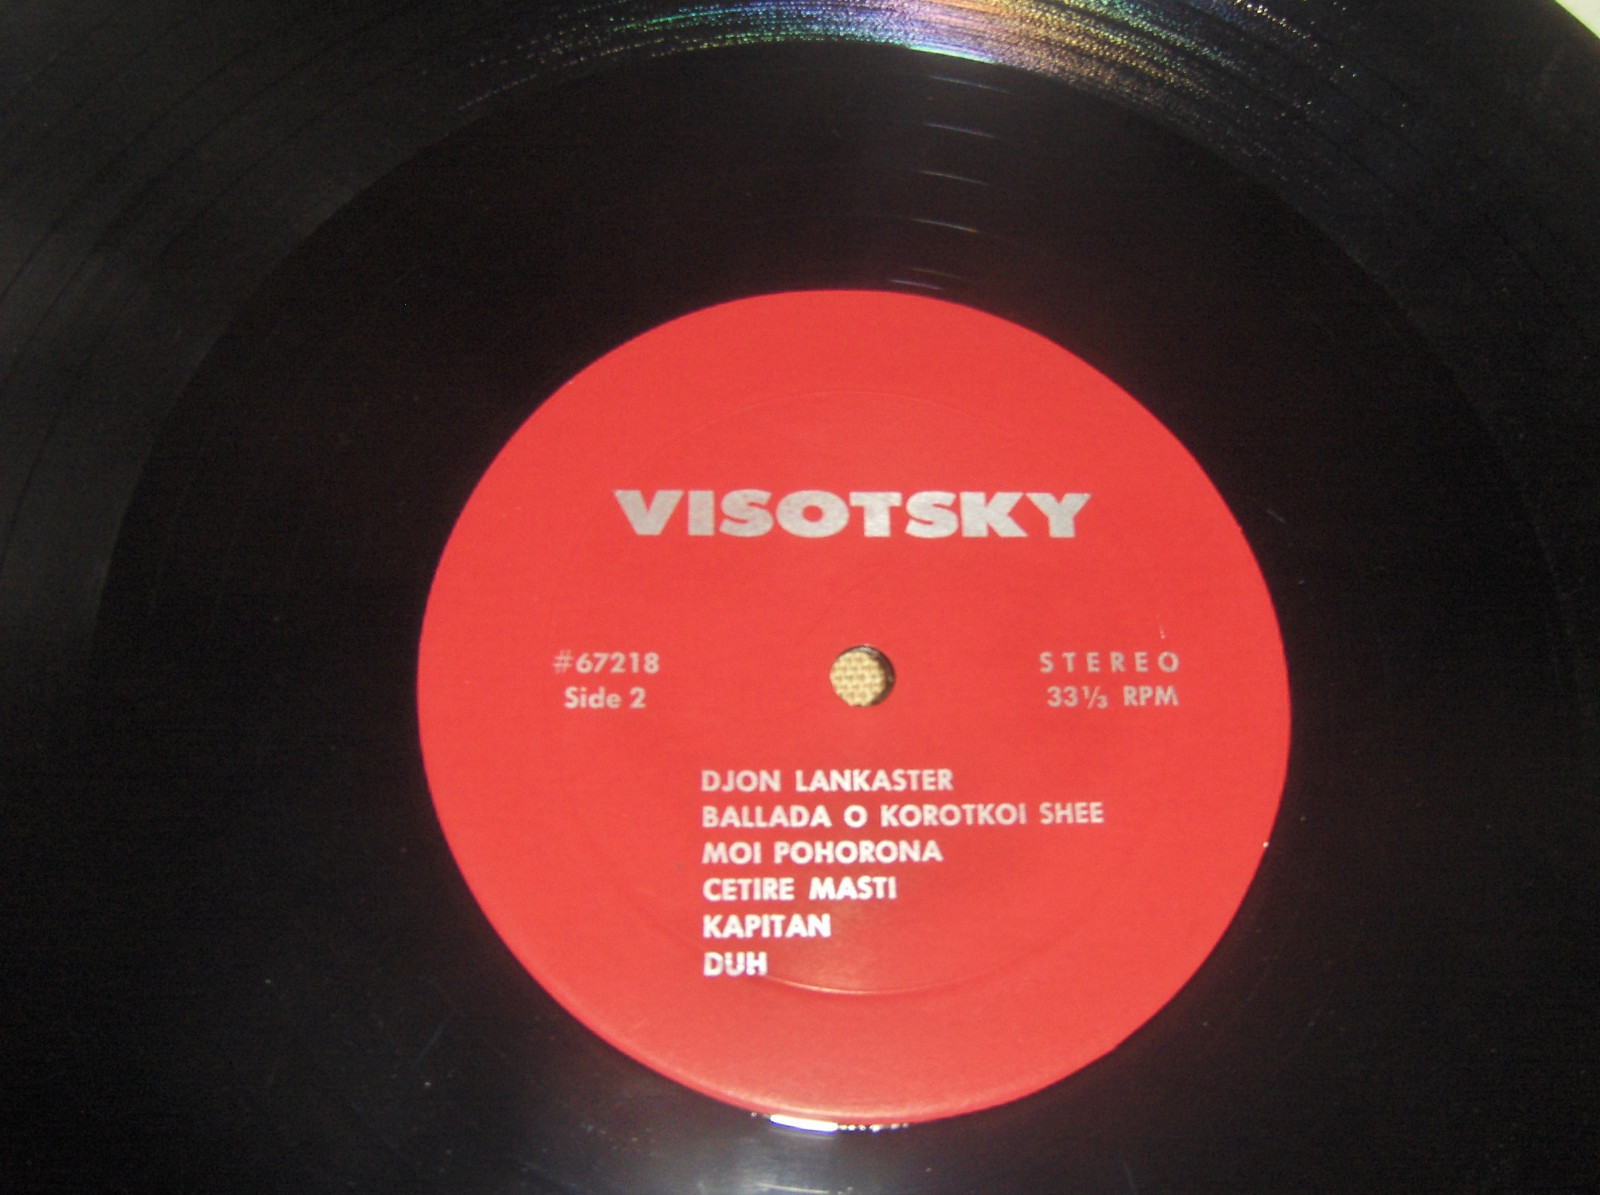 VISOTSKY
#67218
Side 2
STEREO
33⅓ RPM
DJON LANKASTER
BALLADA O KOROTKOI SHEE
MOI POHORONA
CETIRE MASTI
KAPITAN
DUH